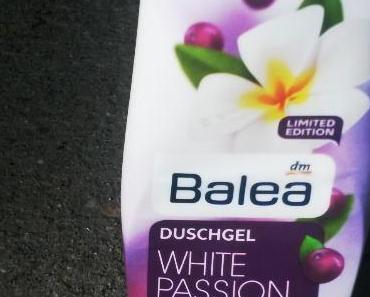 LIMITED
EDITION
dm
Balea
DUSCHGEL
WHITE
PASSION